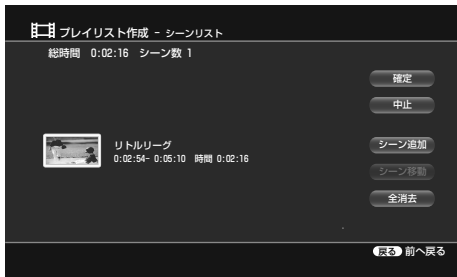 プレイリスト作成 - シーンリスト
総時間 0:02:16 シーン数 1
確定
中止
リトルリーグ
0:02:54- 0:05:10 時間 0:02:16
シーン追加
シーン移動
全消去
戻る 前へ戻る